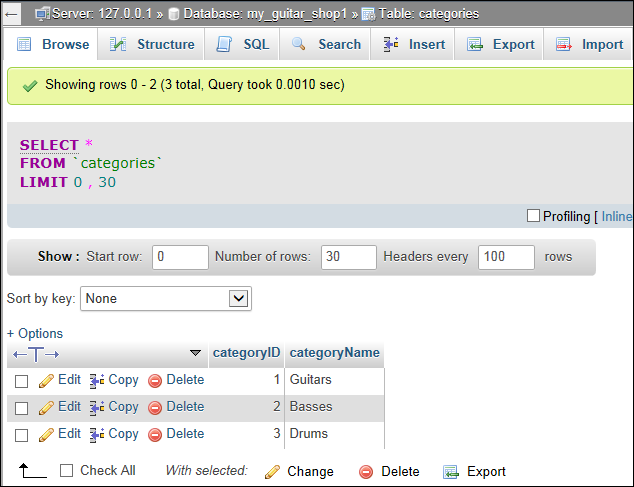 Server: 127.0.0.1 » Database: my_guitar_shop1 » Table: categories
Browse Structure SQL Search Insert Export Import
Showing rows 0 - 2 (3 total, Query took 0.0010 sec)
SELECT *
FROM `categories`
LIMIT 0 , 30
Profiling [ Inline
Show : Start row: 0 Number of rows: 30 Headers every 100 rows
Sort by key: None
+ Options
←T→ categoryID categoryName
Edit Copy Delete 1 Guitars
Edit Copy Delete 2 Basses
Edit Copy Delete 3 Drums
Check All With selected: Change Delete Export